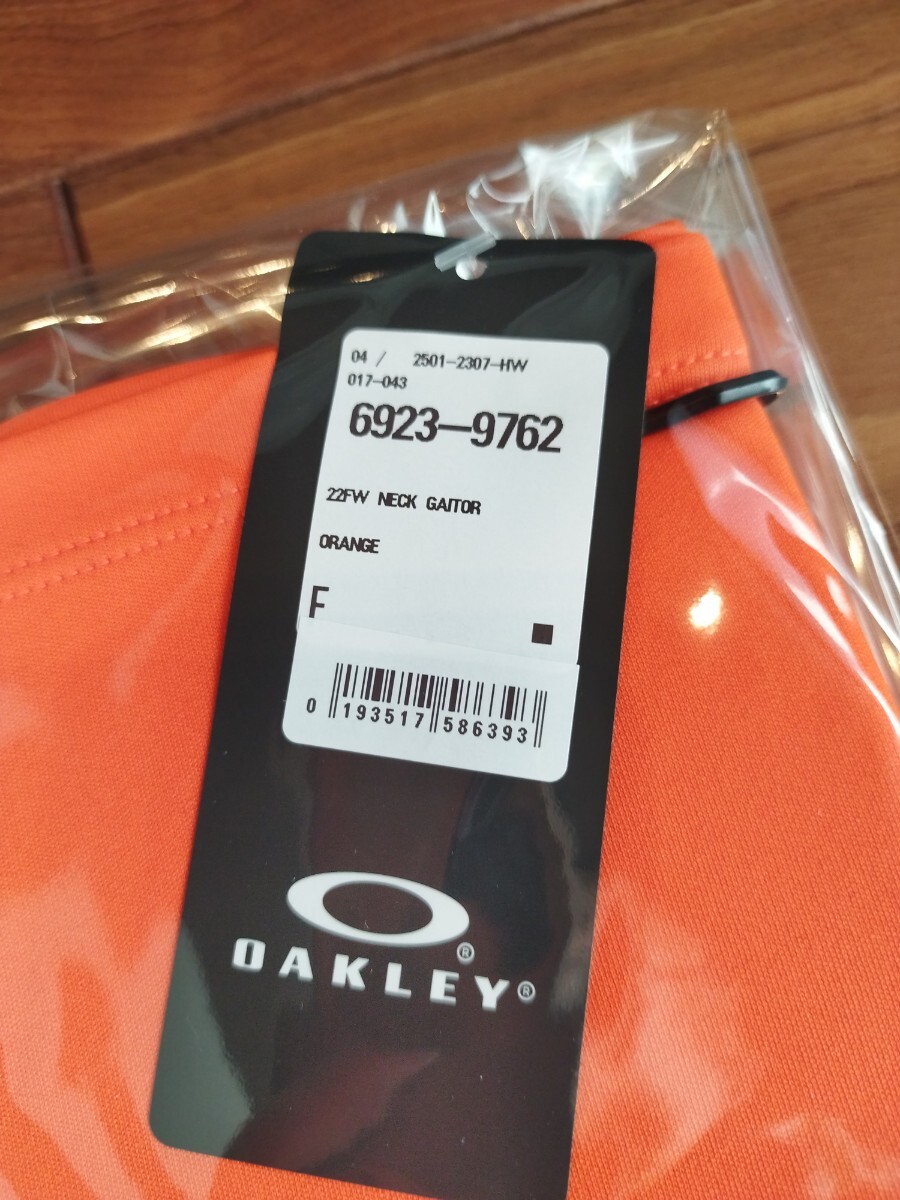 04 / 2501-2307-HW
017-043
6923-9762
22FW NECK GAITOR
ORANGE
F
0 193517 586393
OAKLEY®